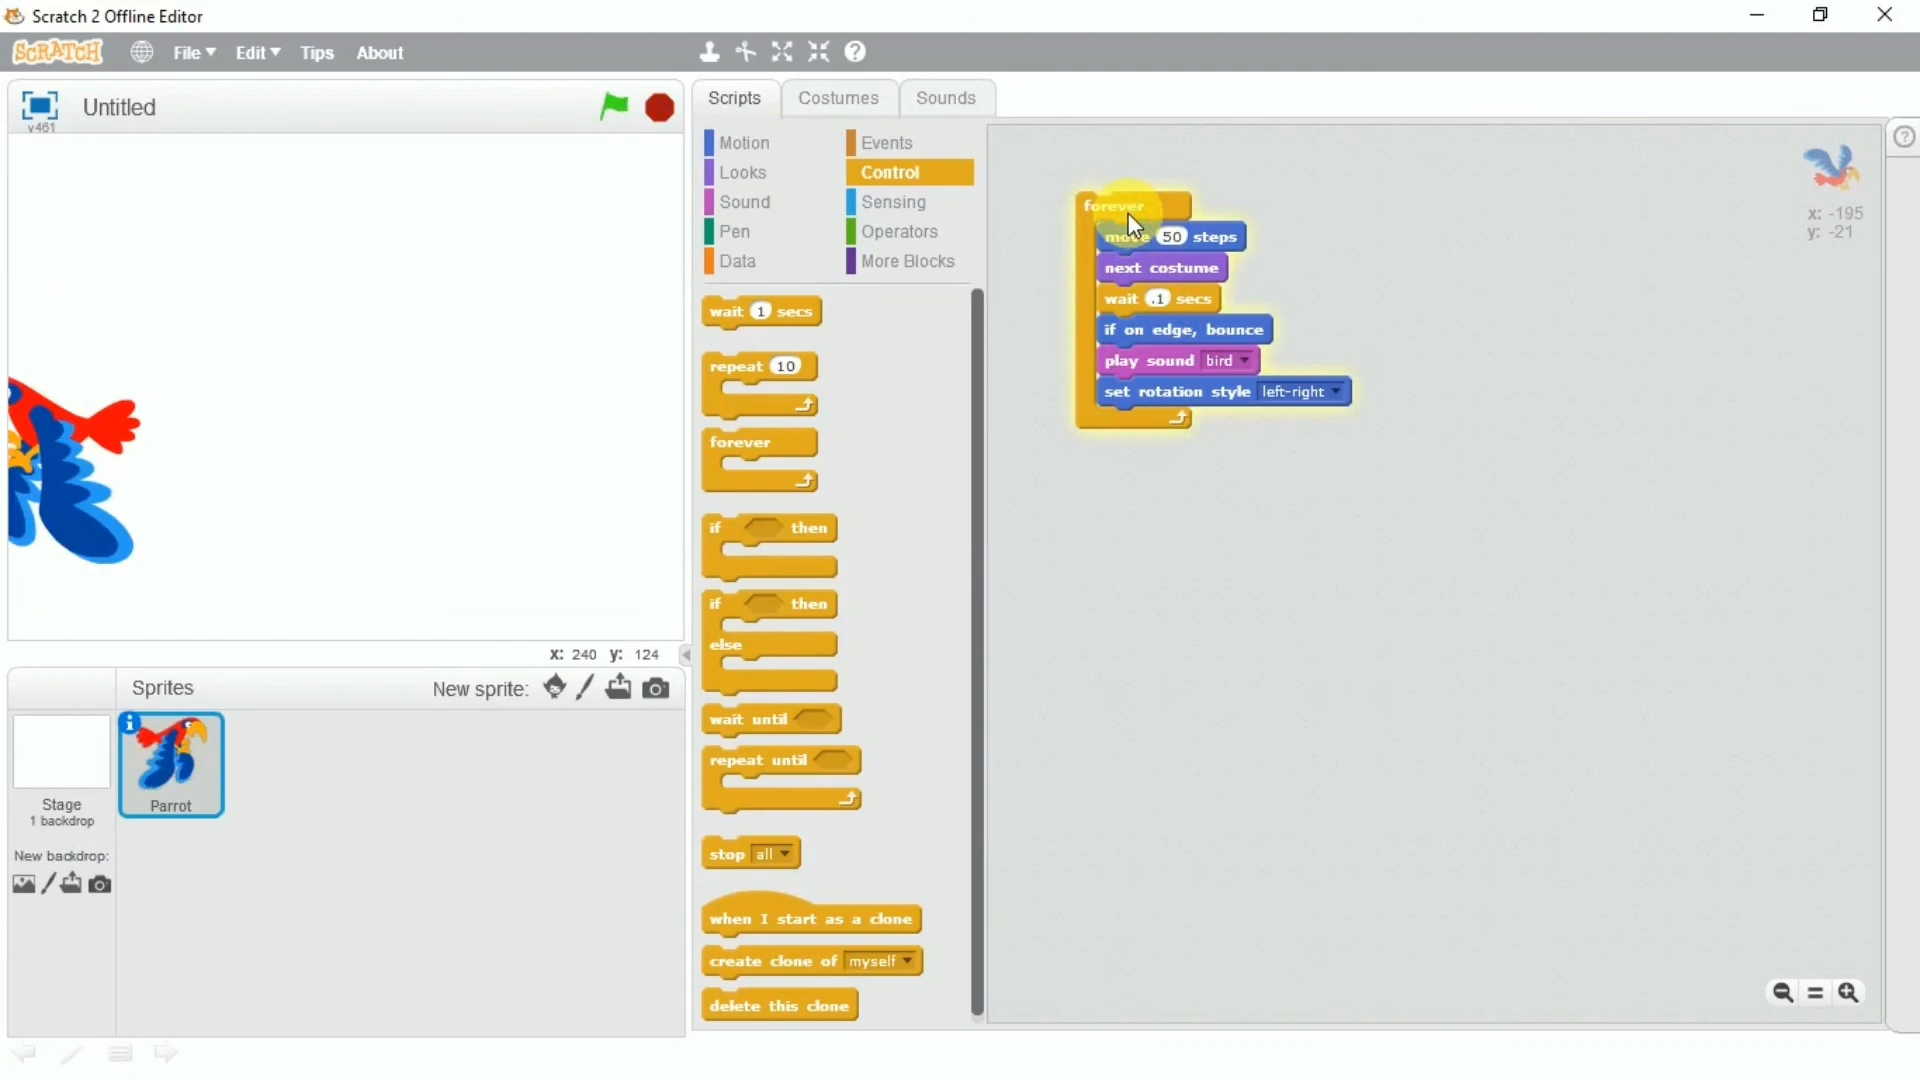 Scratch 2 Offline Editor
SCRATCH File Edit Tips About
v461
Untitled
Scripts Costumes Sounds
Motion Events
Looks Control
Sound Sensing
Pen Operators
Data More Blocks
wait 1 secs
repeat 10
forever
if then
if then
else
wait until
repeat until
stop all
when I start as a clone
create clone of myself
delete this clone
forever
move 50 steps
next costume
wait .1 secs
if on edge, bounce
play sound bird
set rotation style left-right
x: -195
y: -21
x: 240 y: 124
Sprites New sprite:
Stage
1 backdrop
Parrot
New backdrop: